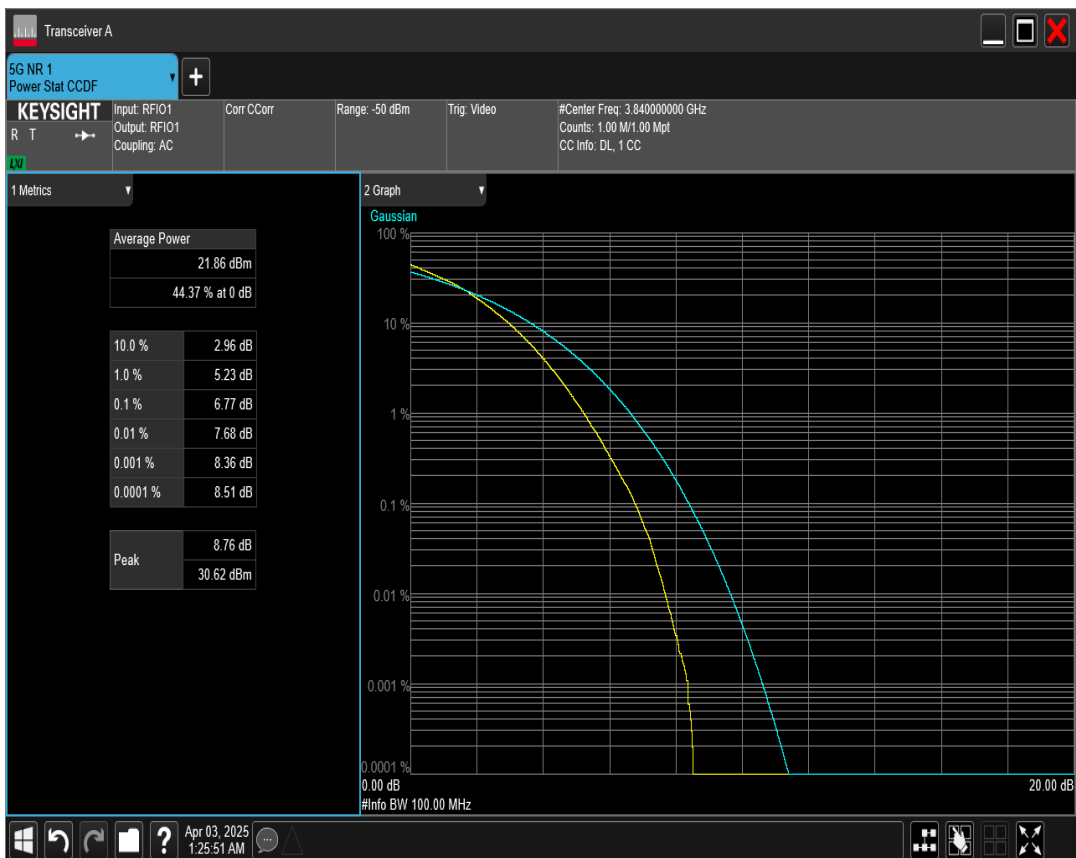 Transceiver A
5G NR 1
Power Stat CCDF
+
KEYSIGHT
R T
LXI
Input: RFIO1
Output: RFIO1
Coupling: AC
Corr CCorr
Range: -50 dBm
Trig: Video
#Center Freq: 3.840000000 GHz
Counts: 1.00 M/1.00 Mpt
CC Info: DL, 1 CC
1 Metrics
Average Power
21.86 dBm
44.37 % at 0 dB
10.0 % 2.96 dB
1.0 % 5.23 dB
0.1 % 6.77 dB
0.01 % 7.68 dB
0.001 % 8.36 dB
0.0001 % 8.51 dB
Peak
8.76 dB
30.62 dBm
2 Graph
Gaussian
100 %
10 %
1 %
0.1 %
0.01 %
0.001 %
0.0001 %
0.00 dB 20.00 dB
#Info BW 100.00 MHz
?
Apr 03, 2025
1:25:51 AM